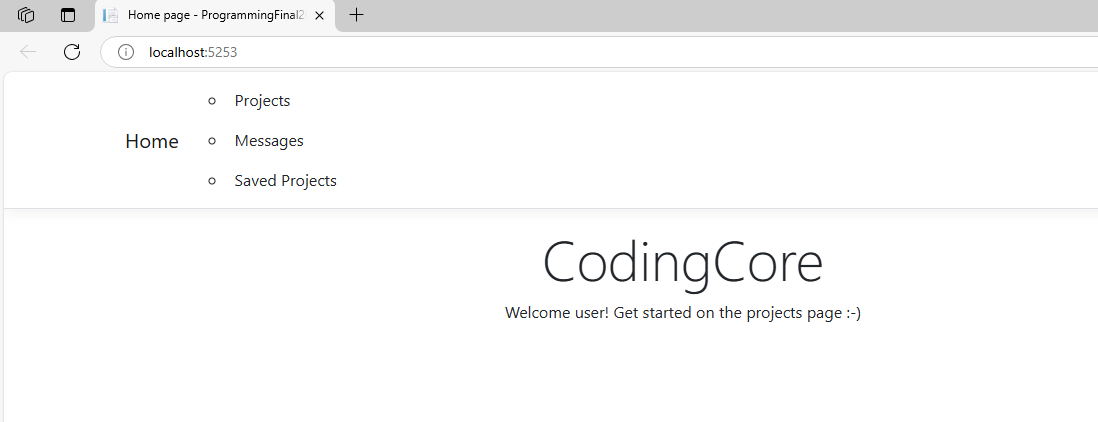 Home page - ProgrammingFinal2
localhost:5253
Projects
Home
Messages
Saved Projects
CodingCore
Welcome user! Get started on the projects page :-)